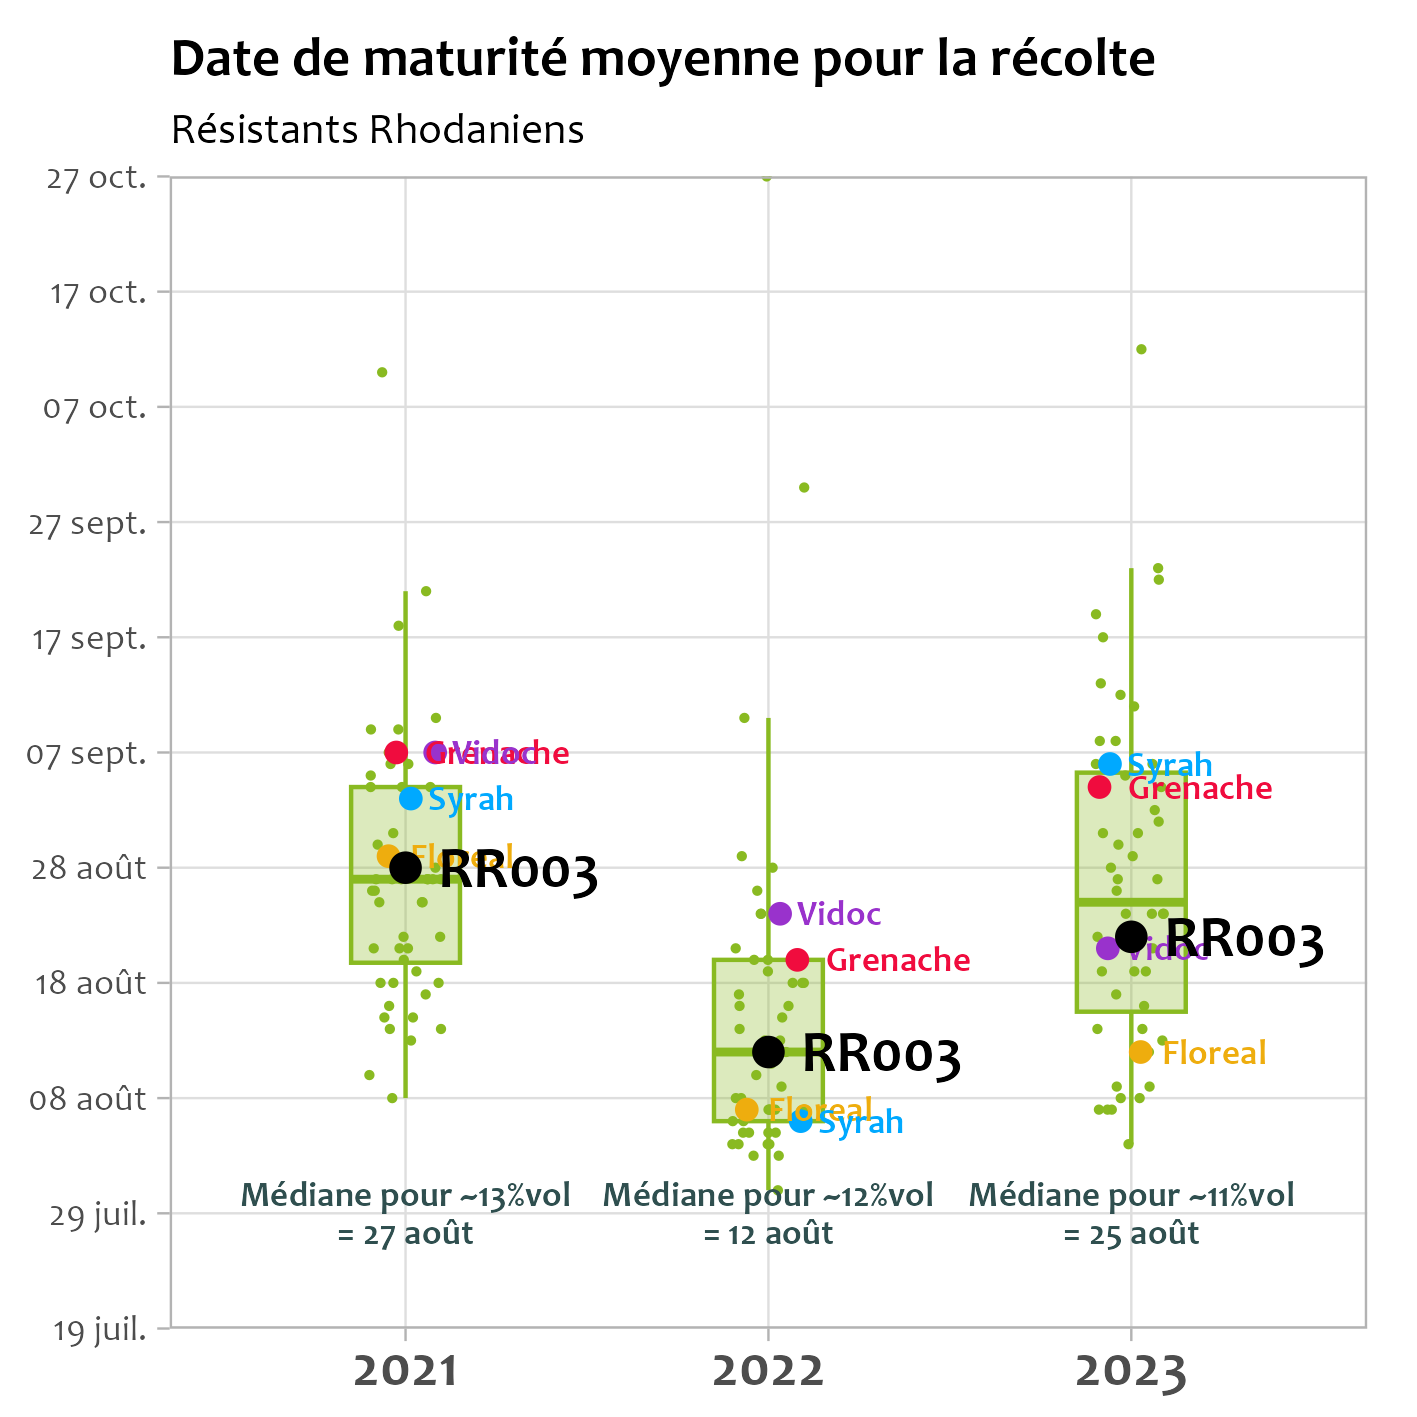 Date de maturité moyenne pour la récolte
Résistants Rhodaniens
27 oct.
17 oct.
07 oct.
27 sept.
17 sept.
07 sept.
28 août
18 août
08 août
29 juil.
19 juil.
Grenache
Vidoc
Syrah
Floreal
RR003
Vidoc
Grenache
RR003
Floreal
Syrah
Syrah
Grenache
RR003
Vidoc
Floreal
Médiane pour ~13%vol
= 27 août
Médiane pour ~12%vol
= 12 août
Médiane pour ~11%vol
= 25 août
2021
2022
2023